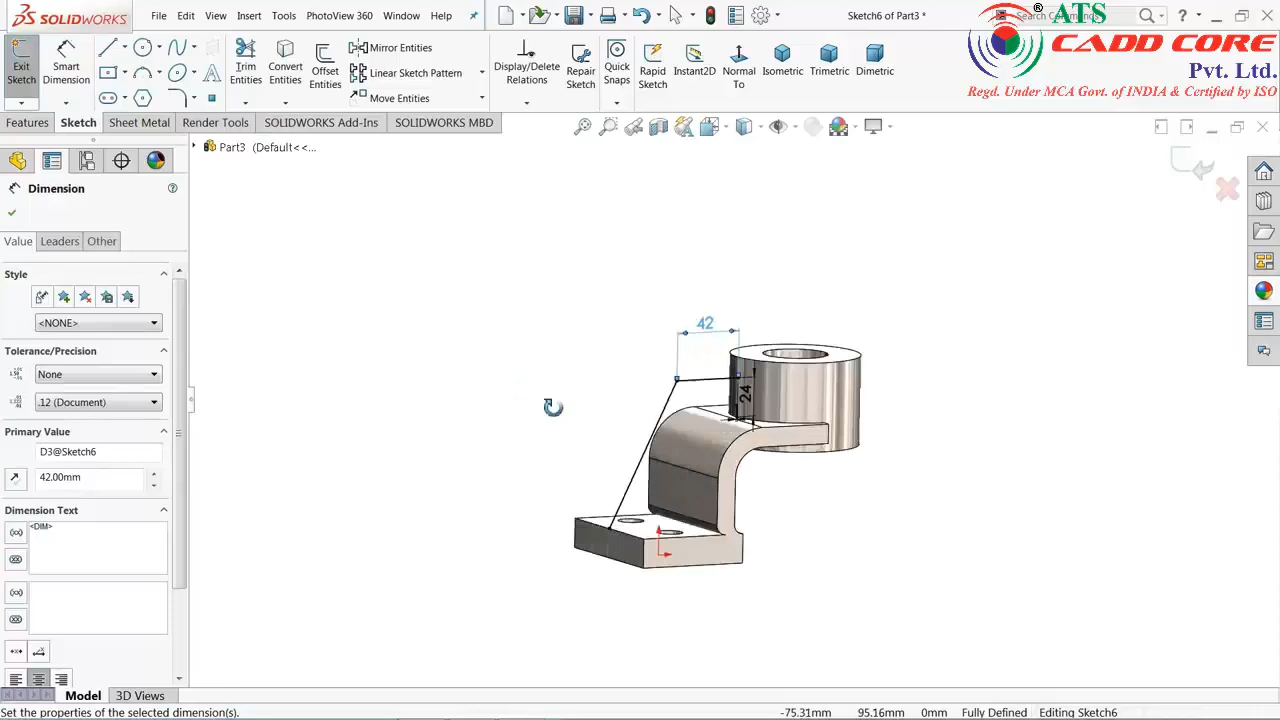 SOLIDWORKS
File Edit View Insert Tools PhotoView 360 Window Help
Sketch6 of Part3 *
Search Commands
ATS
®
CADD CORE
Pvt. Ltd.
Regd. Under MCA Govt. of INDIA & Certified by ISO
Exit Sketch
Smart Dimension
Trim Entities
Convert Entities
Offset Entities
Mirror Entities
Linear Sketch Pattern
Move Entities
Display/Delete Relations
Repair Sketch
Quick Snaps
Rapid Sketch
Instant2D
Normal To
Isometric
Trimetric
Dimetric
Features Sketch Sheet Metal Render Tools SOLIDWORKS Add-Ins SOLIDWORKS MBD
Part3 (Default<<...
Dimension
Value Leaders Other
Style
<NONE>
Tolerance/Precision
None
.12 (Document)
Primary Value
D3@Sketch6
42.00mm
Dimension Text
<DIM>
42
24
Model 3D Views
Set the properties of the selected dimension(s).
-75.31mm 95.16mm 0mm Fully Defined Editing Sketch6